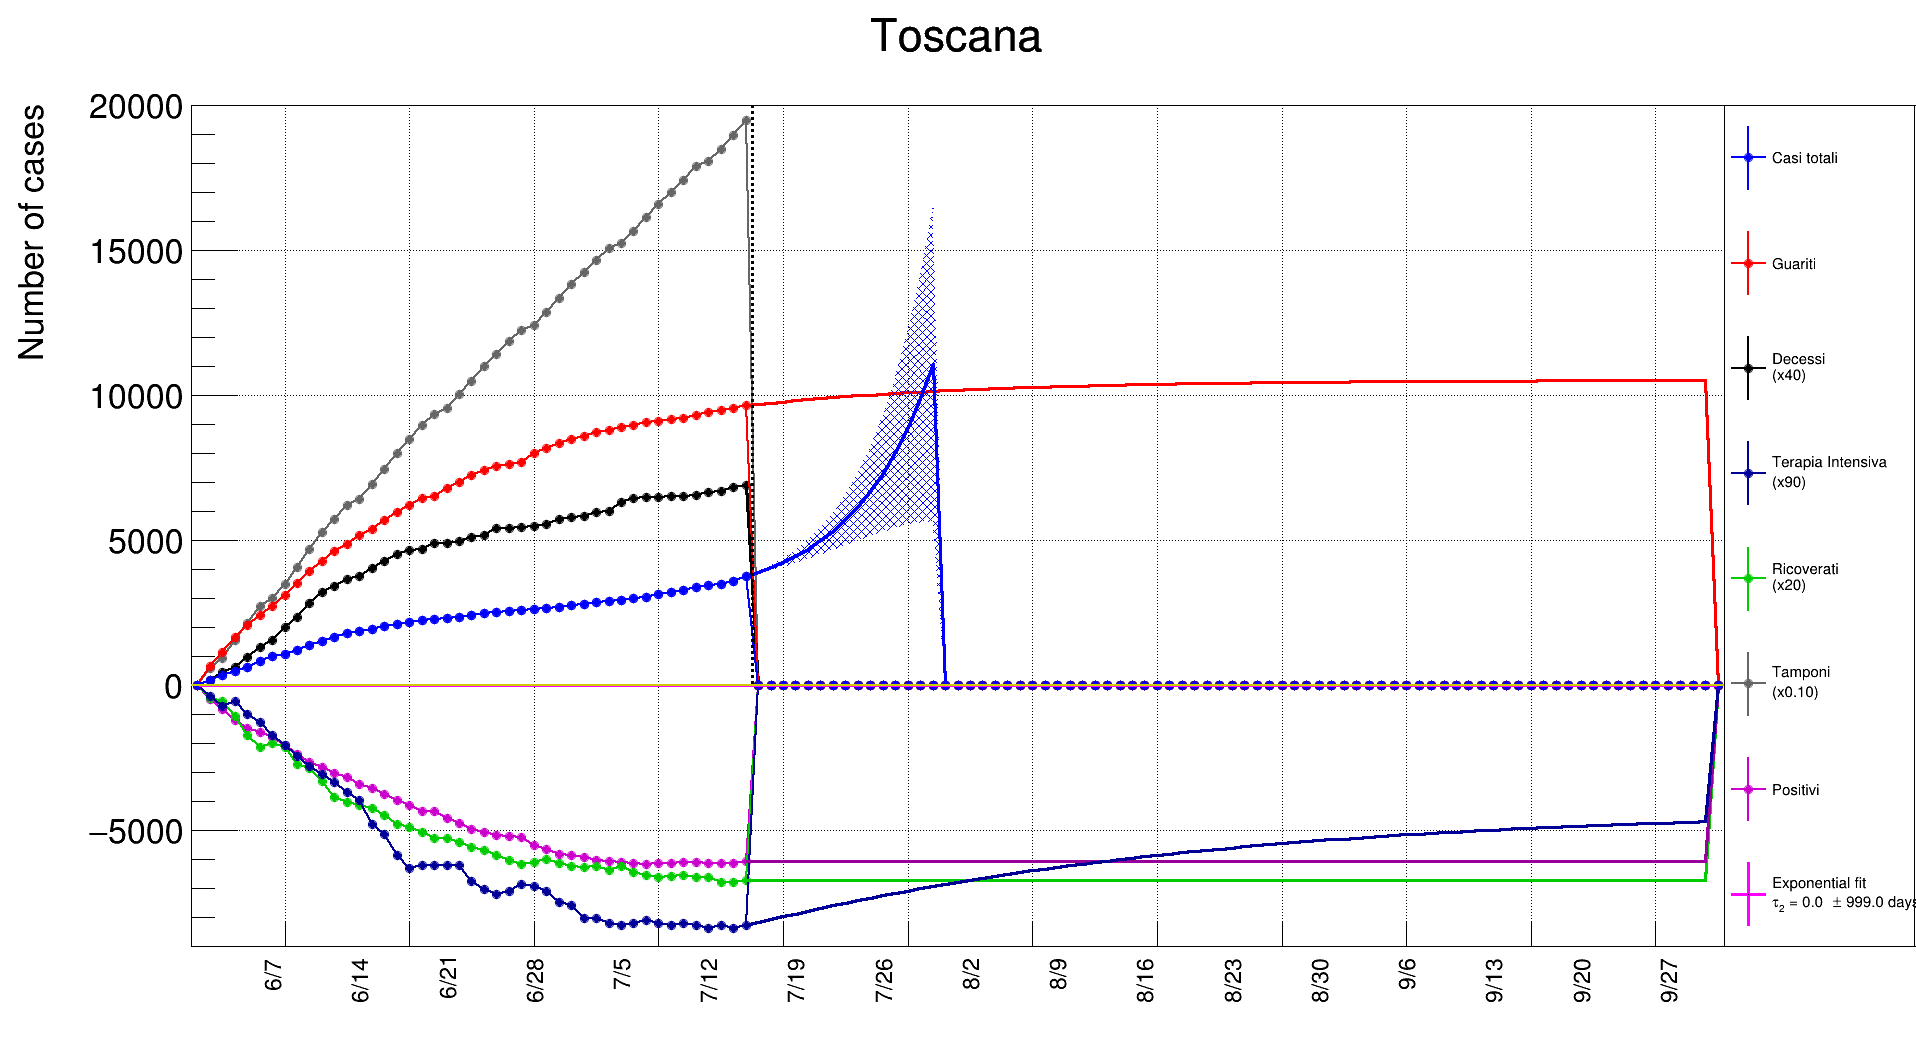 Toscana
Number of cases
20000
15000
10000
5000
0
−5000
6/7
6/14
6/21
6/28
7/5
7/12
7/19
7/26
8/2
8/9
8/16
8/23
8/30
9/6
9/13
9/20
9/27
Casi totali
Guariti
Decessi
(x40)
Terapia Intensiva
(x90)
Ricoverati
(x20)
Tamponi
(x0.10)
Positivi
Exponential fit
τ2 = 0.0 ± 999.0 days